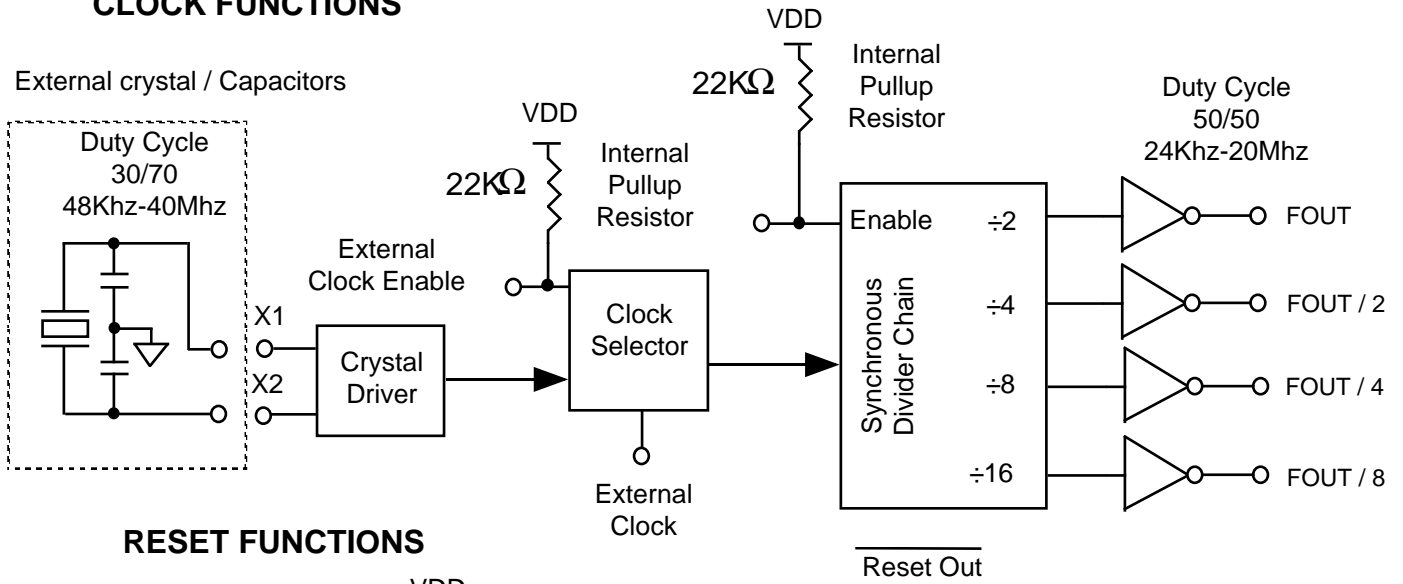 CLOCK FUNCTIONS
External crystal / Capacitors
Duty Cycle
30/70
48Khz-40Mhz
X1
X2
Crystal
Driver
External
Clock Enable
VDD
22KΩ
Internal
Pullup
Resistor
Clock
Selector
External
Clock
VDD
22KΩ
Internal
Pullup
Resistor
Enable
Synchronous
Divider Chain
÷2
÷4
÷8
÷16
Duty Cycle
50/50
24Khz-20Mhz
FOUT
FOUT / 2
FOUT / 4
FOUT / 8
RESET FUNCTIONS
Reset Out
VDD